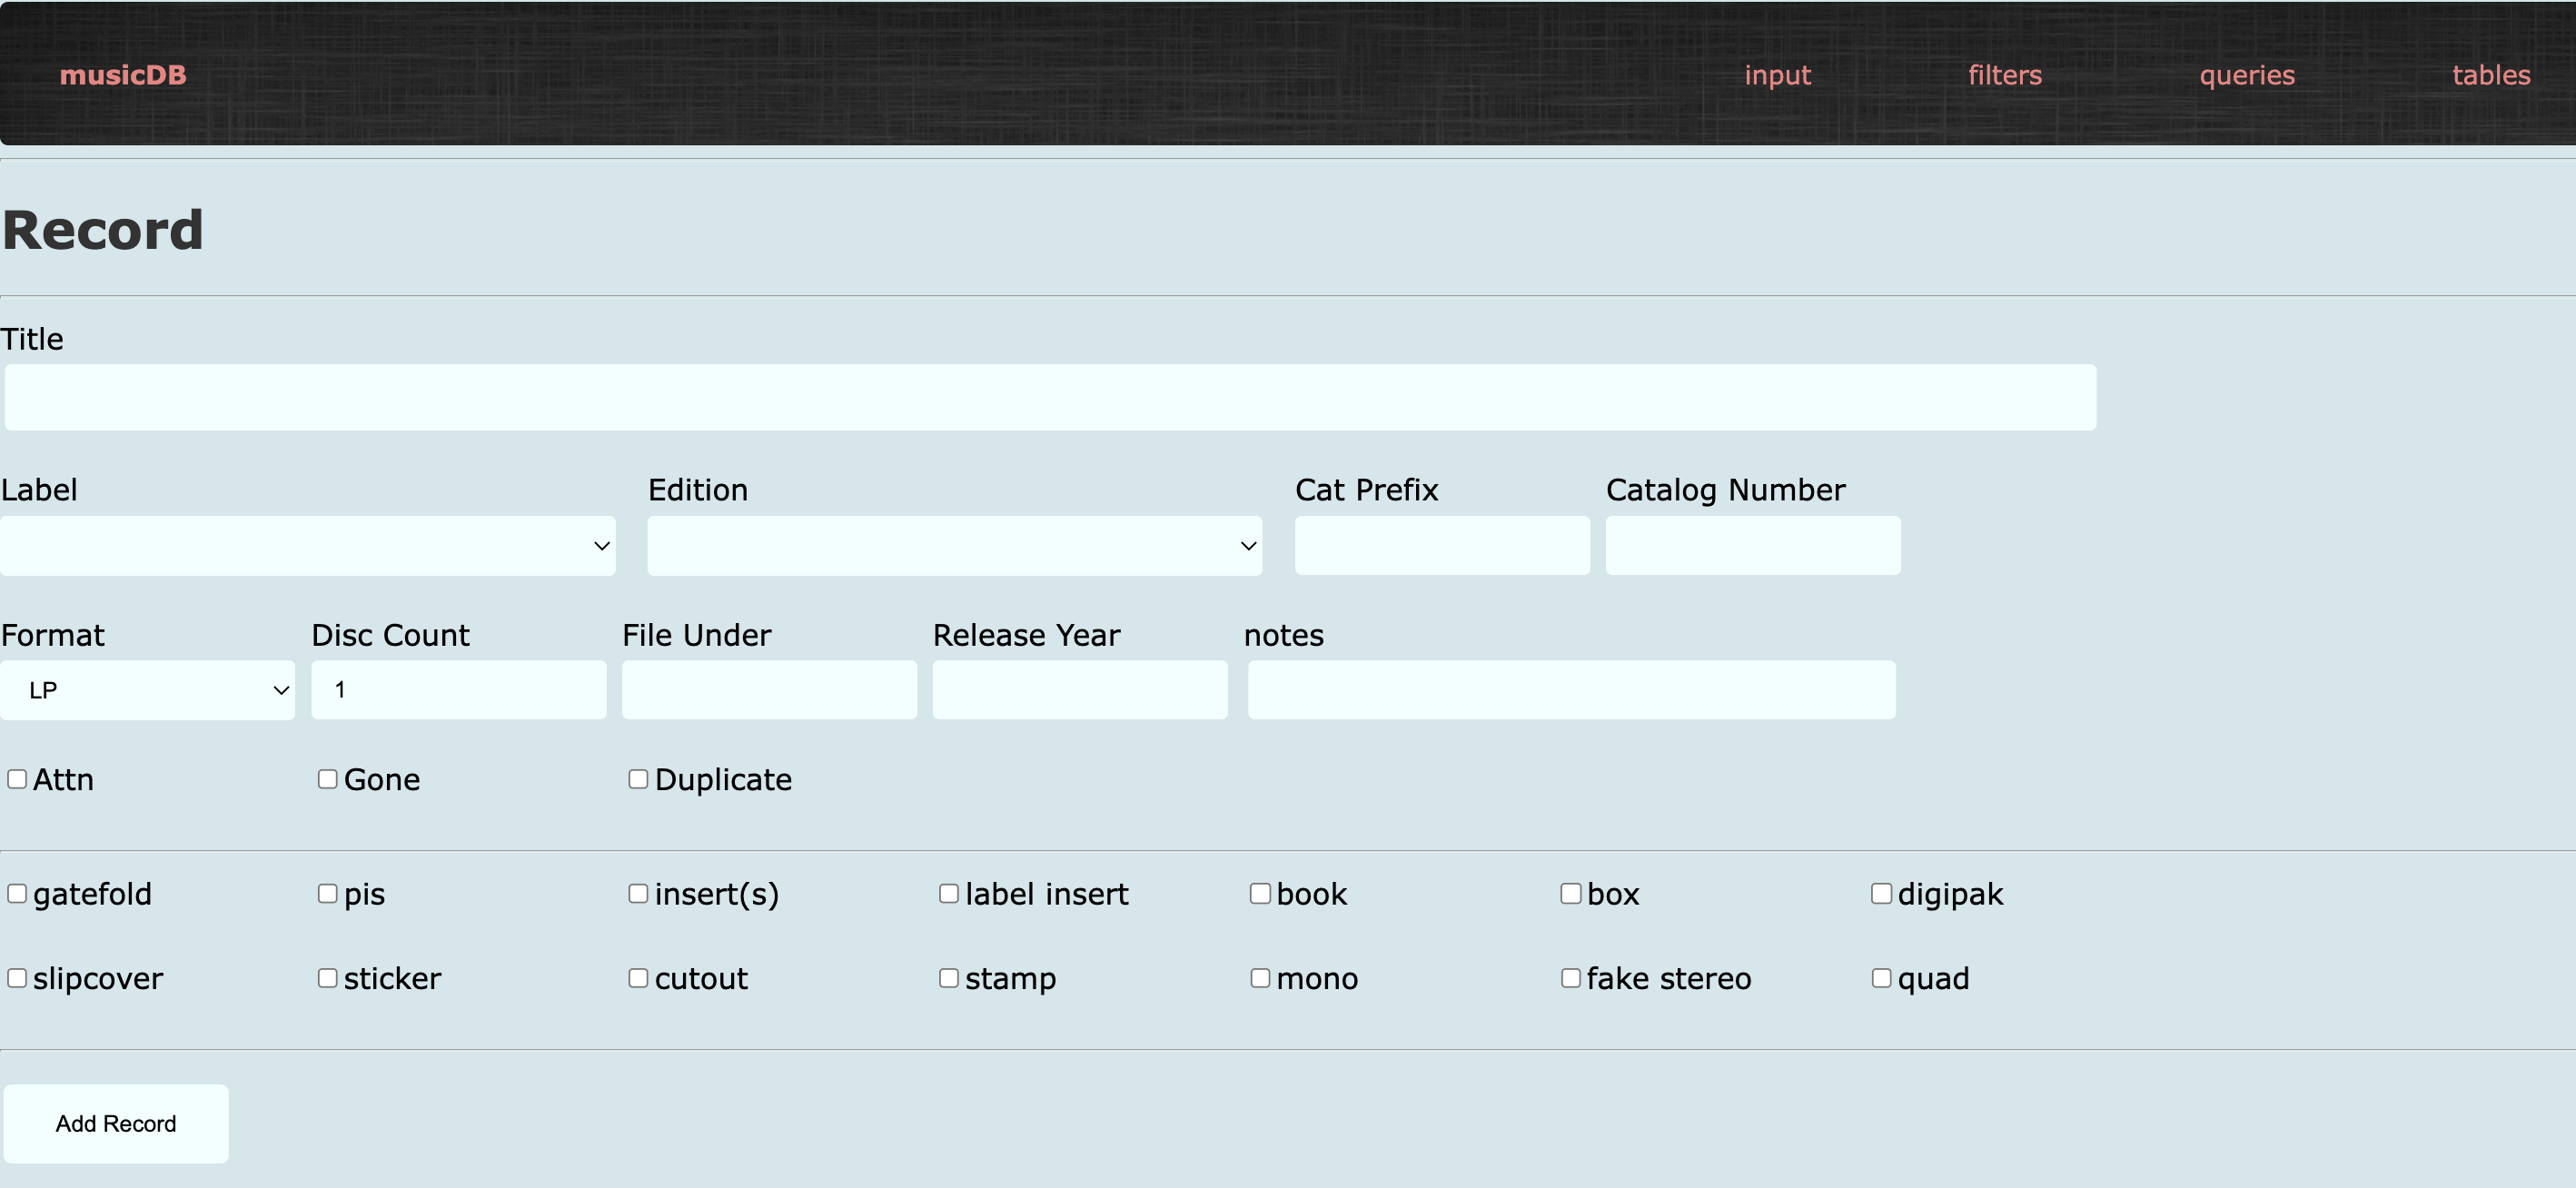 musicDB input filters queries tables
Record
Title
Label Edition Cat Prefix Catalog Number
Format Disc Count File Under Release Year notes
LP 1
Attn Gone Duplicate
gatefold pis insert(s) label insert book box digipak
slipcover sticker cutout stamp mono fake stereo quad
Add Record